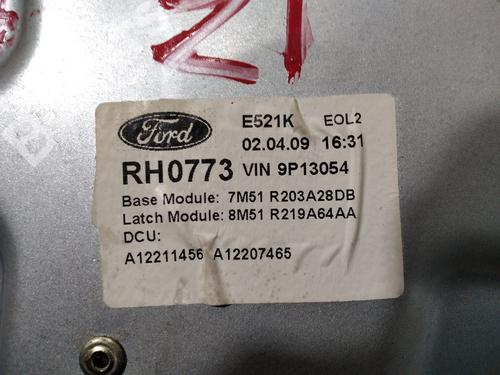 21
Ford
E521K EOL2
02.04.09 16:31
RH0773 VIN 9P13054
Base Module: 7M51 R203A28DB
Latch Module: 8M51 R219A64AA
DCU:
A12211456 A12207465